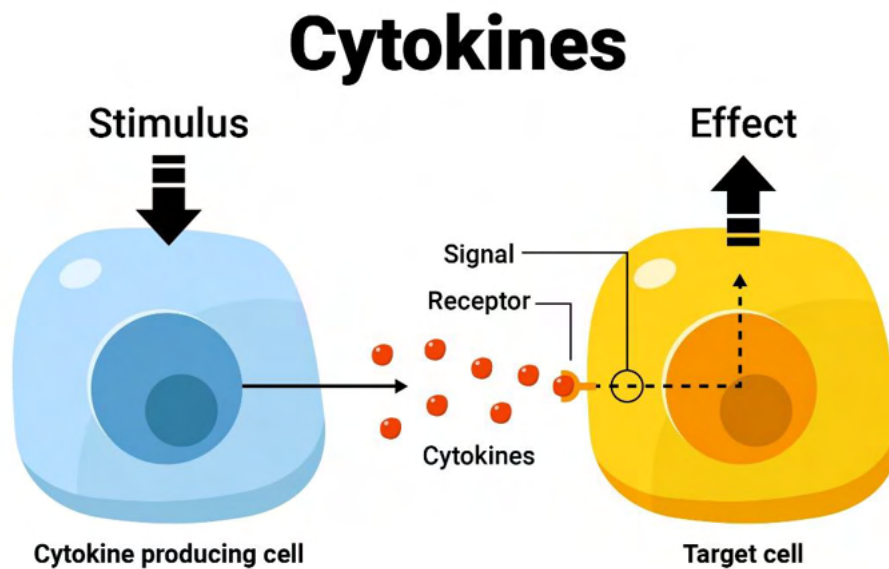 Cytokines
Stimulus
Effect
Signal
Receptor
Cytokines
Cytokine producing cell
Target cell